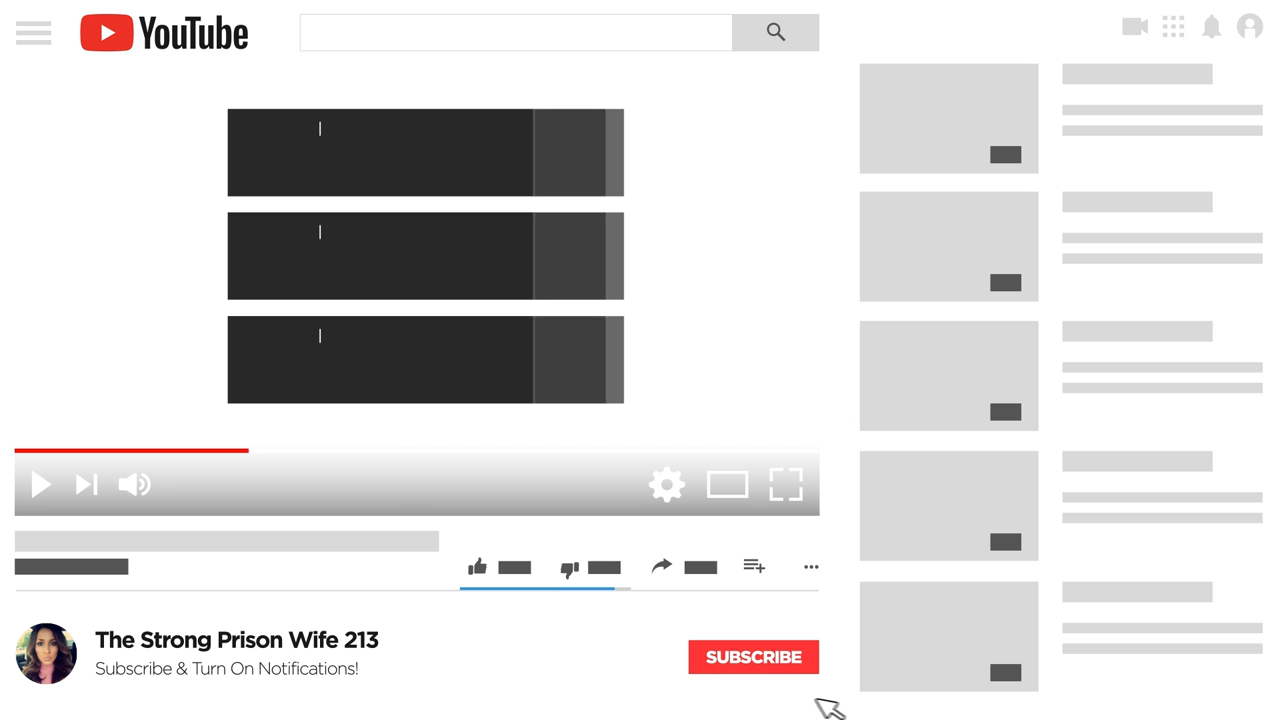 YouTube
The Strong Prison Wife 213
Subscribe & Turn On Notifications!
SUBSCRIBE